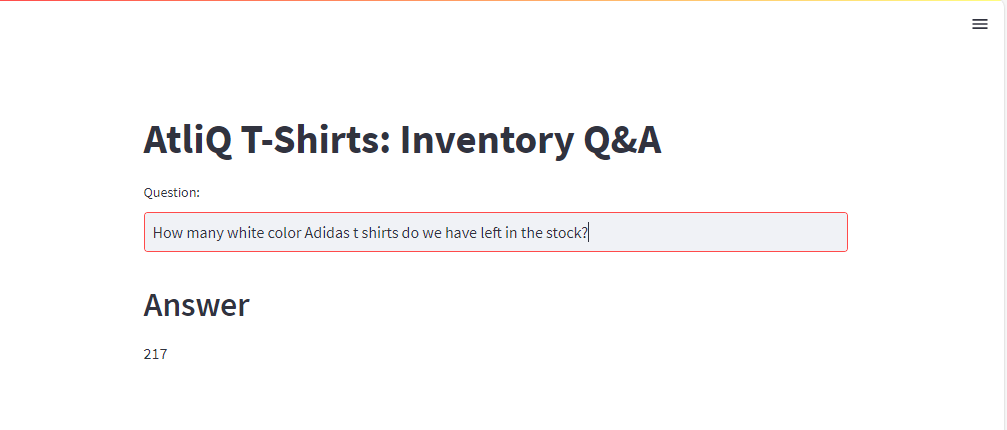 AtliQ T-Shirts: Inventory Q&A
Question:
How many white color Adidas t shirts do we have left in the stock?
Answer
217